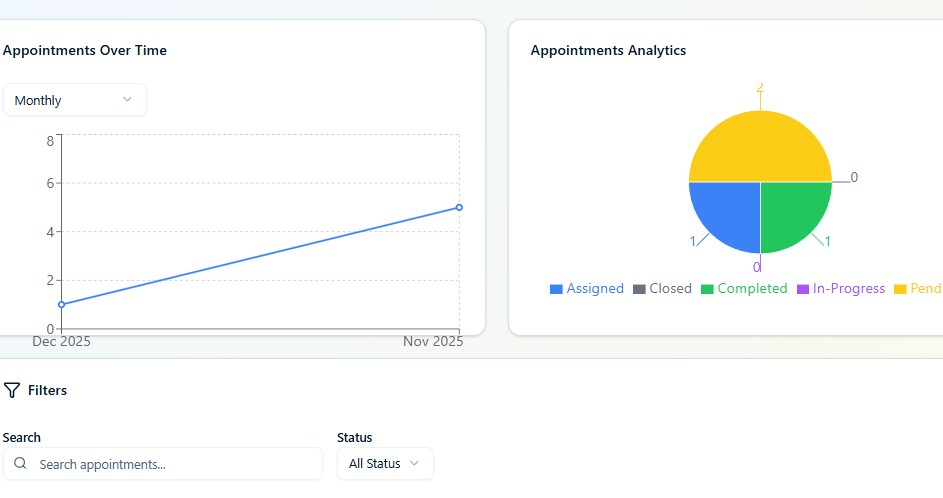 Appointments Over Time
Monthly
8
6
4
2
0
Dec 2025 Nov 2025
Appointments Analytics
2
0
1 1
0
Assigned Closed Completed In-Progress Pend
Filters
Search Status
Search appointments... All Status